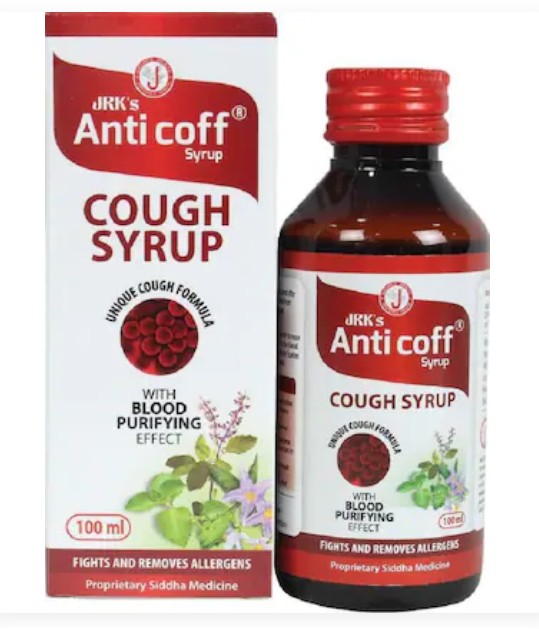 J
JRK's
Anti coff®
Syrup
COUGH
SYRUP
UNIQUE COUGH FORMULA
WITH
BLOOD
PURIFYING
EFFECT
100 ml
FIGHTS AND REMOVES ALLERGENS
Proprietary Siddha Medicine
J
JRK's
Anti coff®
Syrup
COUGH SYRUP
UNIQUE COUGH FORMULA
WITH
BLOOD
PURIFYING
EFFECT
100 ml
FIGHTS AND REMOVES ALLERGENS
Proprietary Siddha Medicine